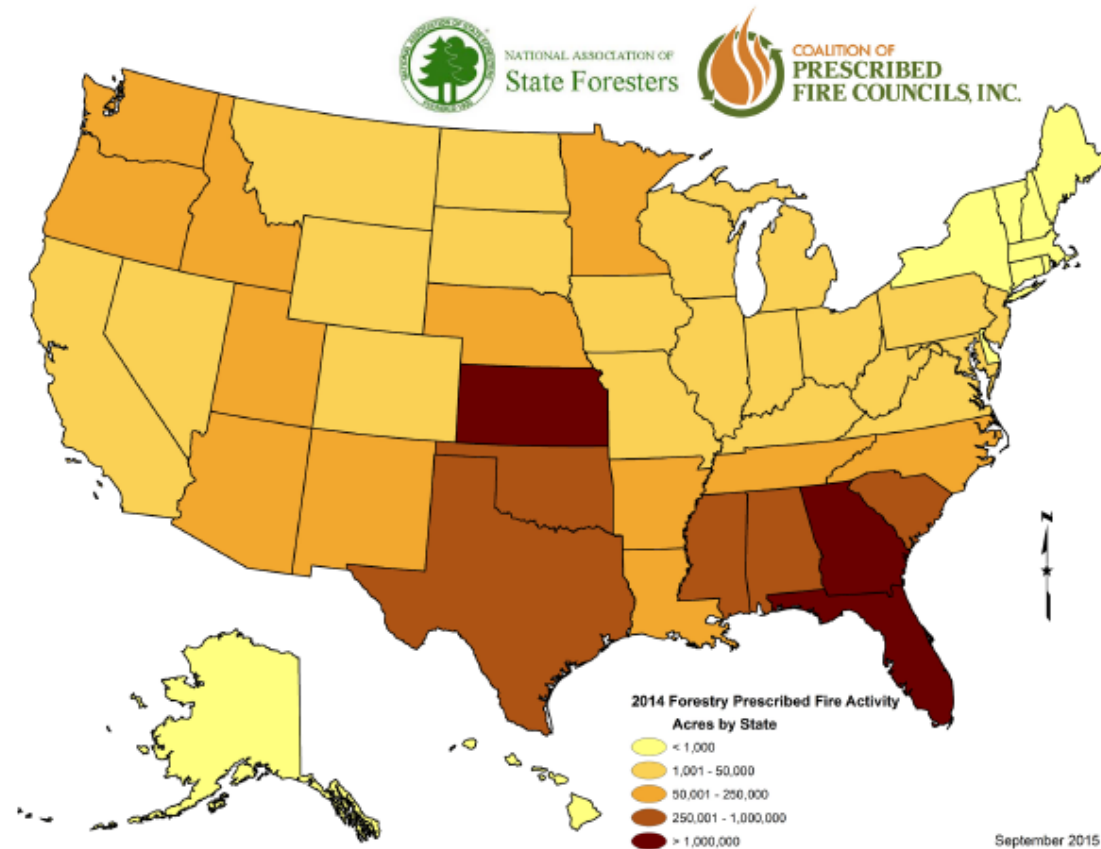 NATIONAL ASSOCIATION OF
State Foresters
COALITION OF
PRESCRIBED
FIRE COUNCILS, INC.
N
2014 Forestry Prescribed Fire Activity
Acres by State
< 1,000
1,001 - 50,000
50,001 - 250,000
250,001 - 1,000,000
> 1,000,000
September 2015